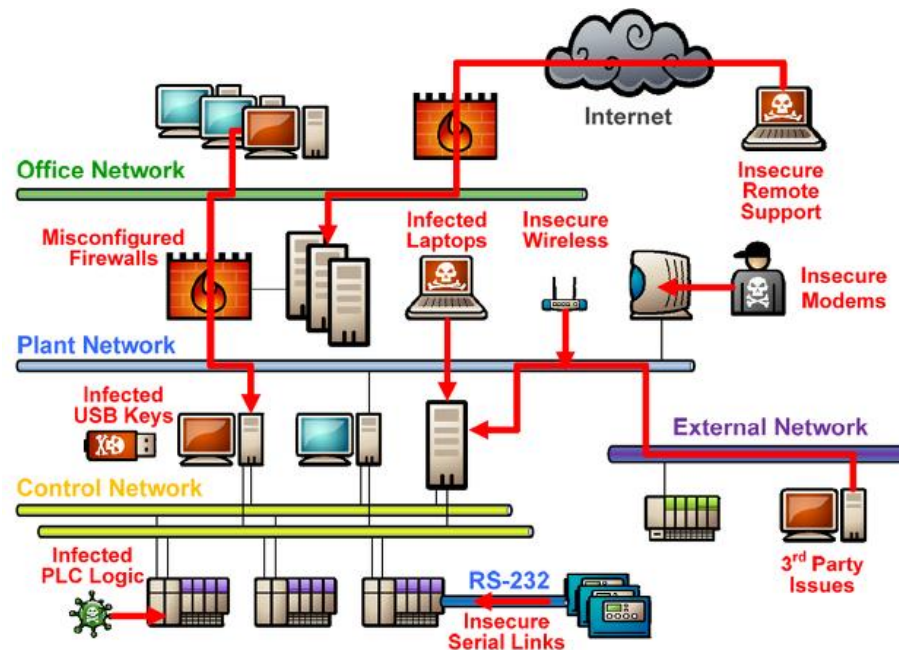 Internet
Insecure
Remote
Support
Office Network
Misconfigured
Firewalls
Infected
Laptops
Insecure
Wireless
Insecure
Modems
Plant Network
Infected
USB Keys
External Network
Control Network
3rd Party
Issues
Infected
PLC Logic
RS-232
Insecure
Serial Links